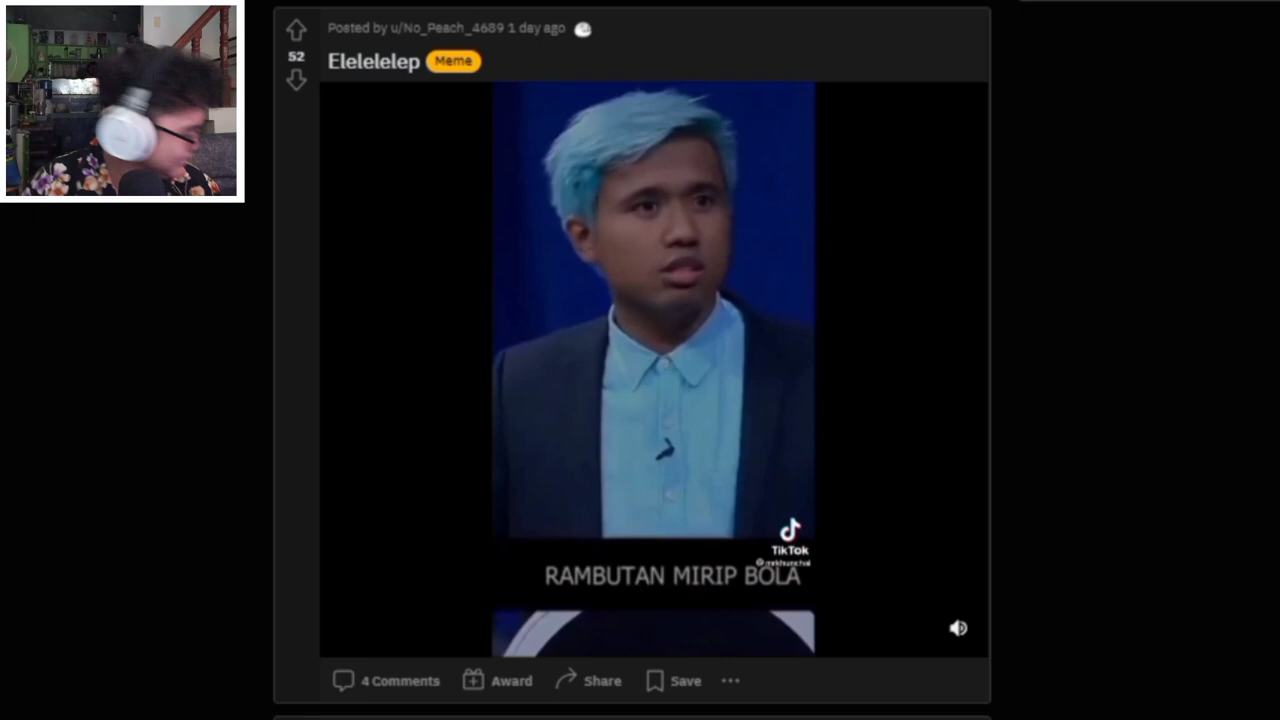 Posted by u/No_Peach_4689 1 day ago
52
Elelelelep Meme
TikTok
RAMBUTAN MIRIP BOLA
4 Comments Award Share Save